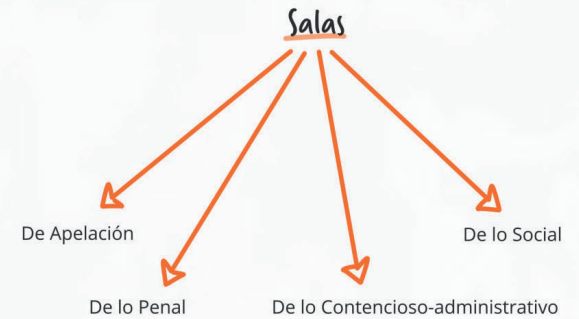 Salas
De Apelación
De lo Social
De lo Penal
De lo Contencioso-administrativo